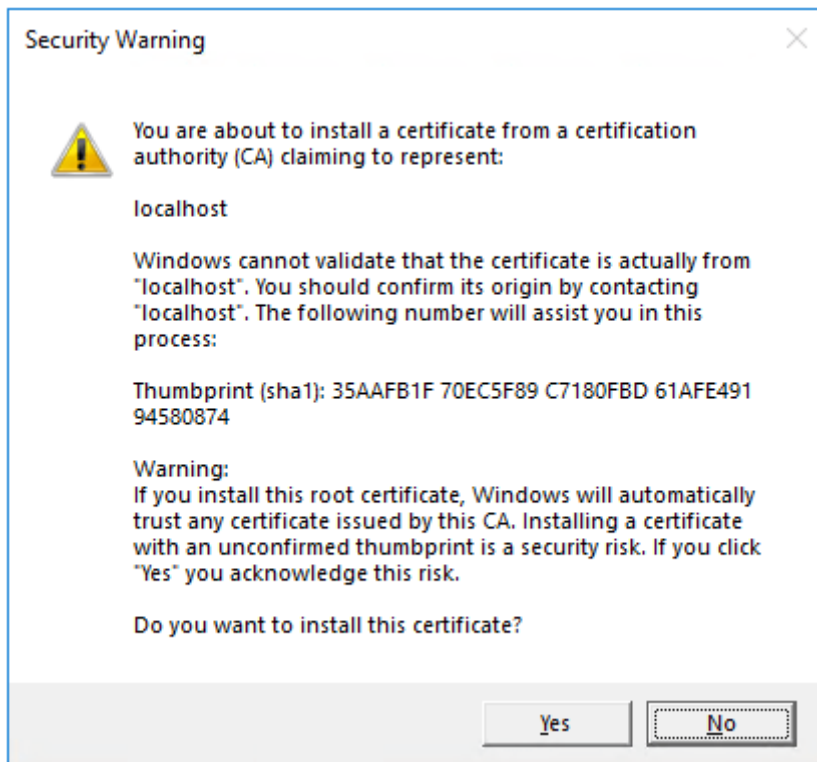 Security Warning
You are about to install a certificate from a certification
authority (CA) claiming to represent:
localhost
Windows cannot validate that the certificate is actually from
"localhost". You should confirm its origin by contacting
"localhost". The following number will assist you in this
process:
Thumbprint (sha1): 35AAFB1F 70EC5F89 C7180FBD 61AFE491
94580874
Warning:
If you install this root certificate, Windows will automatically
trust any certificate issued by this CA. Installing a certificate
with an unconfirmed thumbprint is a security risk. If you click
"Yes" you acknowledge this risk.
Do you want to install this certificate?
Yes No